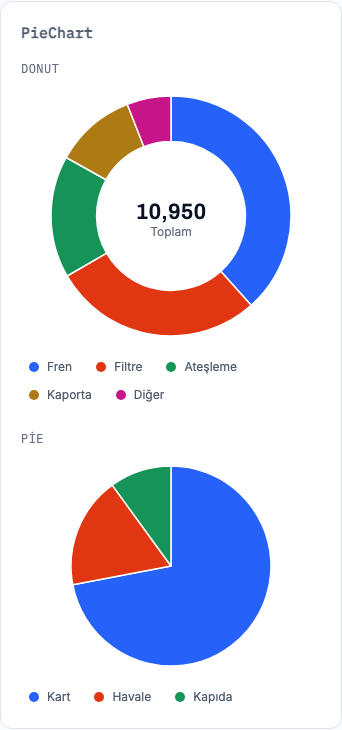 PieChart
DONUT
10,950
Toplam
Fren Filtre Ateşleme
Kaporta Diğer
PİE
Kart Havale Kapıda